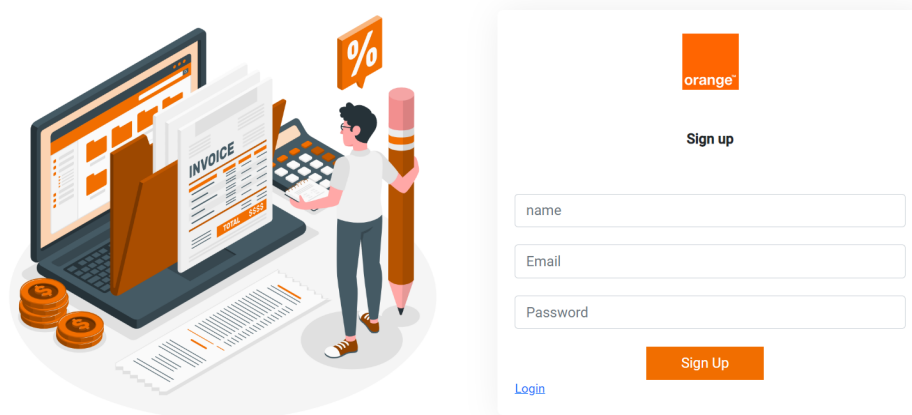 %
INVOICE
TOTAL $$$$
orange™
Sign up
name
Email
Password
Sign Up
Login